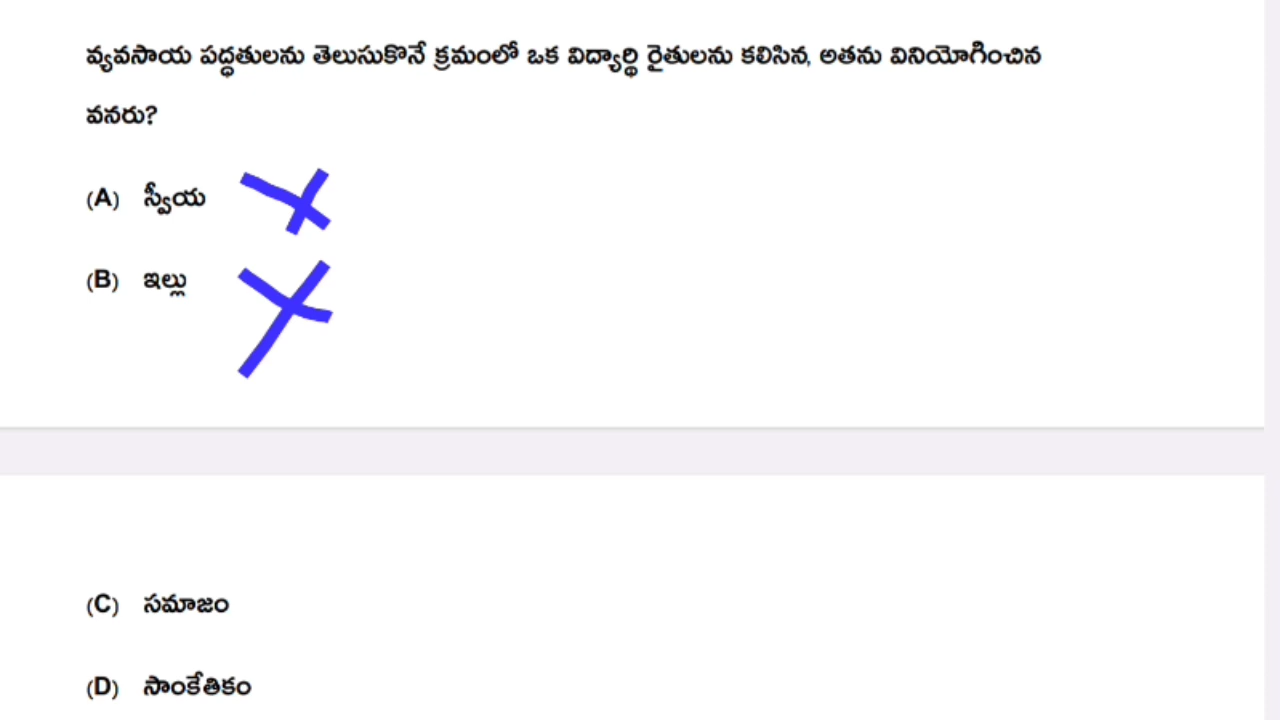 వ్యవసాయ పద్ధతులను తెలుసుకొనే క్రమంలో ఒక విద్యార్థి రైతులను కలిసిన, అతను వినియోగించిన
వనరు?
(A) స్వీయ
(B) ఇల్లు
(C) సమాజం
(D) సాంకేతికం